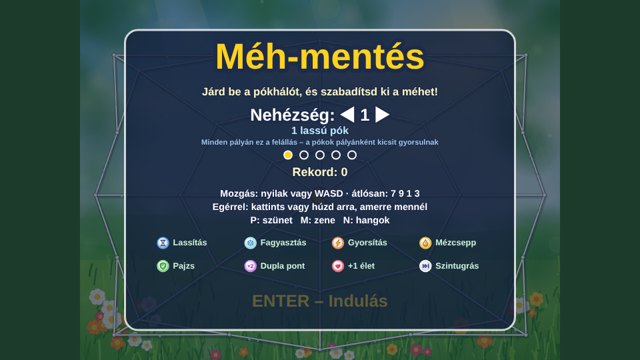 Méh-mentés
Járd be a pókhálót, és szabadítsd ki a méhet!
Nehézség: ◀ 1 ▶
1 lassú pók
Minden pályán ez a felállás – a pókok pályánként kicsit gyorsulnak
Rekord: 0
Mozgás: nyilak vagy WASD · átlósan: 7 9 1 3
Egérrel: kattints vagy húzd arra, amerre mennél
P: szünet   M: zene   N: hangok
Lassítás Fagyasztás Gyorsítás Mézcsepp
Pajzs Dupla pont +1 élet Szintugrás
ENTER – Indulás